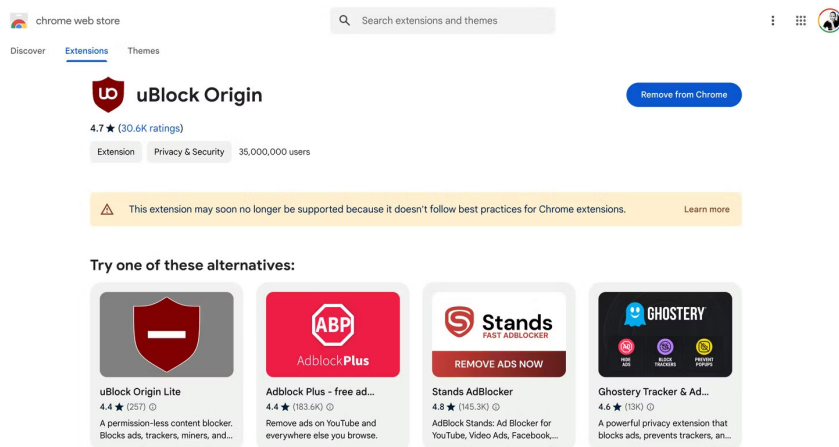 chrome web store
Search extensions and themes
Discover Extensions Themes
uBlock Origin
Remove from Chrome
4.7 ★ (30.6K ratings)
Extension Privacy & Security 35,000,000 users
This extension may soon no longer be supported because it doesn't follow best practices for Chrome extensions. Learn more
Try one of these alternatives:
ABP
Adblock Plus
Stands
FAST ADBLOCKER
REMOVE ADS NOW
GHOSTERY
AD
HIDE ADS
BLOCK TRACKERS
PREVENT POPUPS
uBlock Origin Lite
4.4 ★ (257)
A permission-less content blocker.
Blocks ads, trackers, miners, and...
Adblock Plus - free ad...
4.4 ★ (183.6K)
Remove ads on YouTube and
everywhere else you browse.
Stands AdBlocker
4.8 ★ (145.3K)
AdBlock Stands: Ad Blocker for
YouTube, Video Ads, Facebook,...
Ghostery Tracker & Ad...
4.6 ★ (13K)
A powerful privacy extension that
blocks ads, prevents trackers, an...